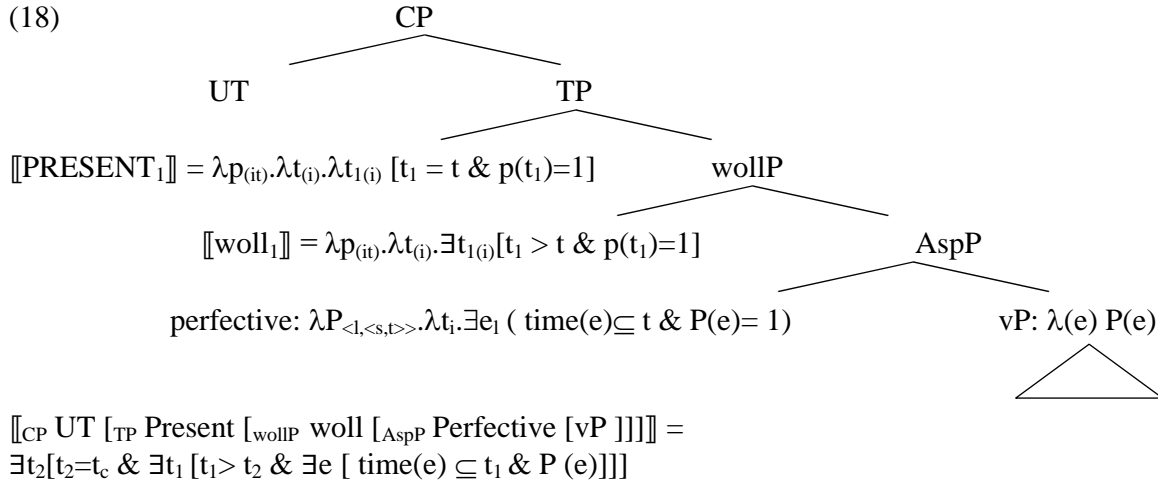 (18) CP
UT TP
⟦PRESENT₁⟧ = λp₍ᵢₜ₎.λt₍ᵢ₎.λt₁₍ᵢ₎ [t₁ = t & p(t₁)=1] wollP
⟦woll₁⟧ = λp₍ᵢₜ₎.λt₍ᵢ₎.∃t₁₍ᵢ₎[t₁ > t & p(t₁)=1] AspP
perfective: λP<l,<s,t>>.λtᵢ.∃eₗ ( time(e)⊆ t & P(e)= 1) vP: λ(e) P(e)
⟦CP UT [TP Present [wollP woll [AspP Perfective [vP ]]]]⟧ =
∃t₂[t₂=t_c & ∃t₁ [t₁> t₂ & ∃e [ time(e) ⊆ t₁ & P (e)]]]